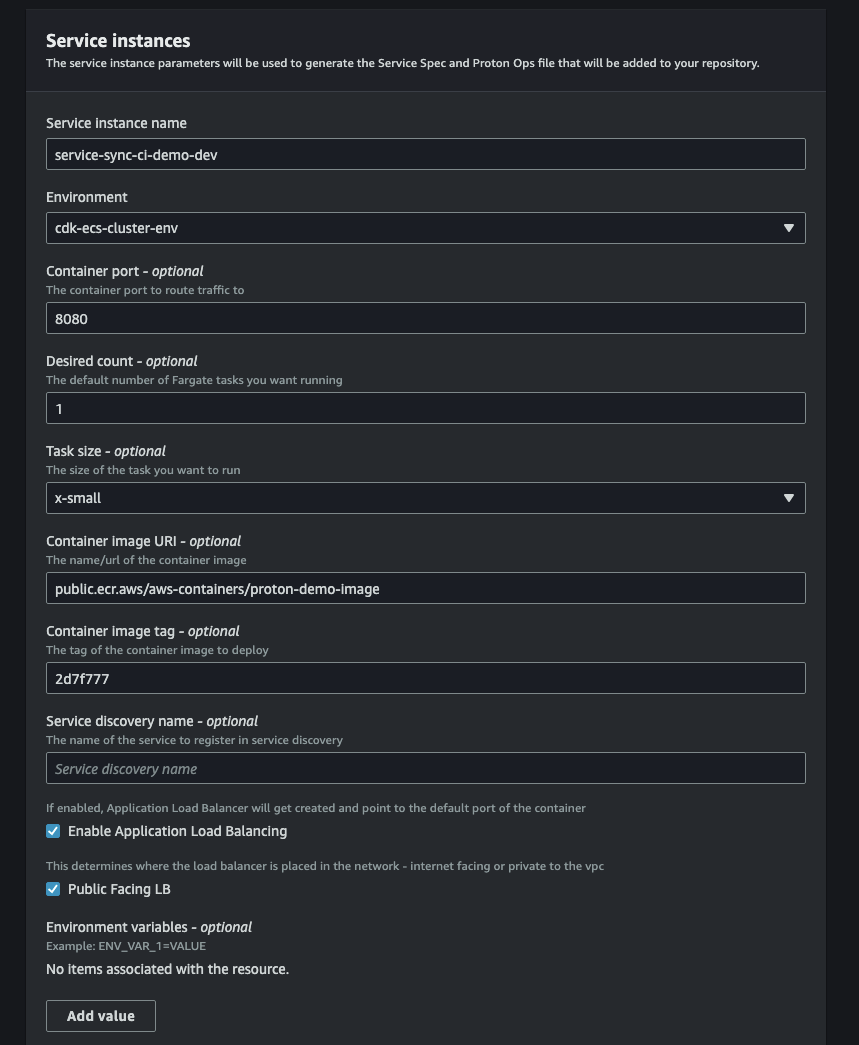 Service instances
The service instance parameters will be used to generate the Service Spec and Proton Ops file that will be added to your repository.
Service instance name
service-sync-ci-demo-dev
Environment
cdk-ecs-cluster-env
Container port - optional
The container port to route traffic to
8080
Desired count - optional
The default number of Fargate tasks you want running
1
Task size - optional
The size of the task you want to run
x-small
Container image URI - optional
The name/url of the container image
public.ecr.aws/aws-containers/proton-demo-image
Container image tag - optional
The tag of the container image to deploy
2d7f777
Service discovery name - optional
The name of the service to register in service discovery
Service discovery name
If enabled, Application Load Balancer will get created and point to the default port of the container
Enable Application Load Balancing
This determines where the load balancer is placed in the network - internet facing or private to the vpc
Public Facing LB
Environment variables - optional
Example: ENV_VAR_1=VALUE
No items associated with the resource.
Add value